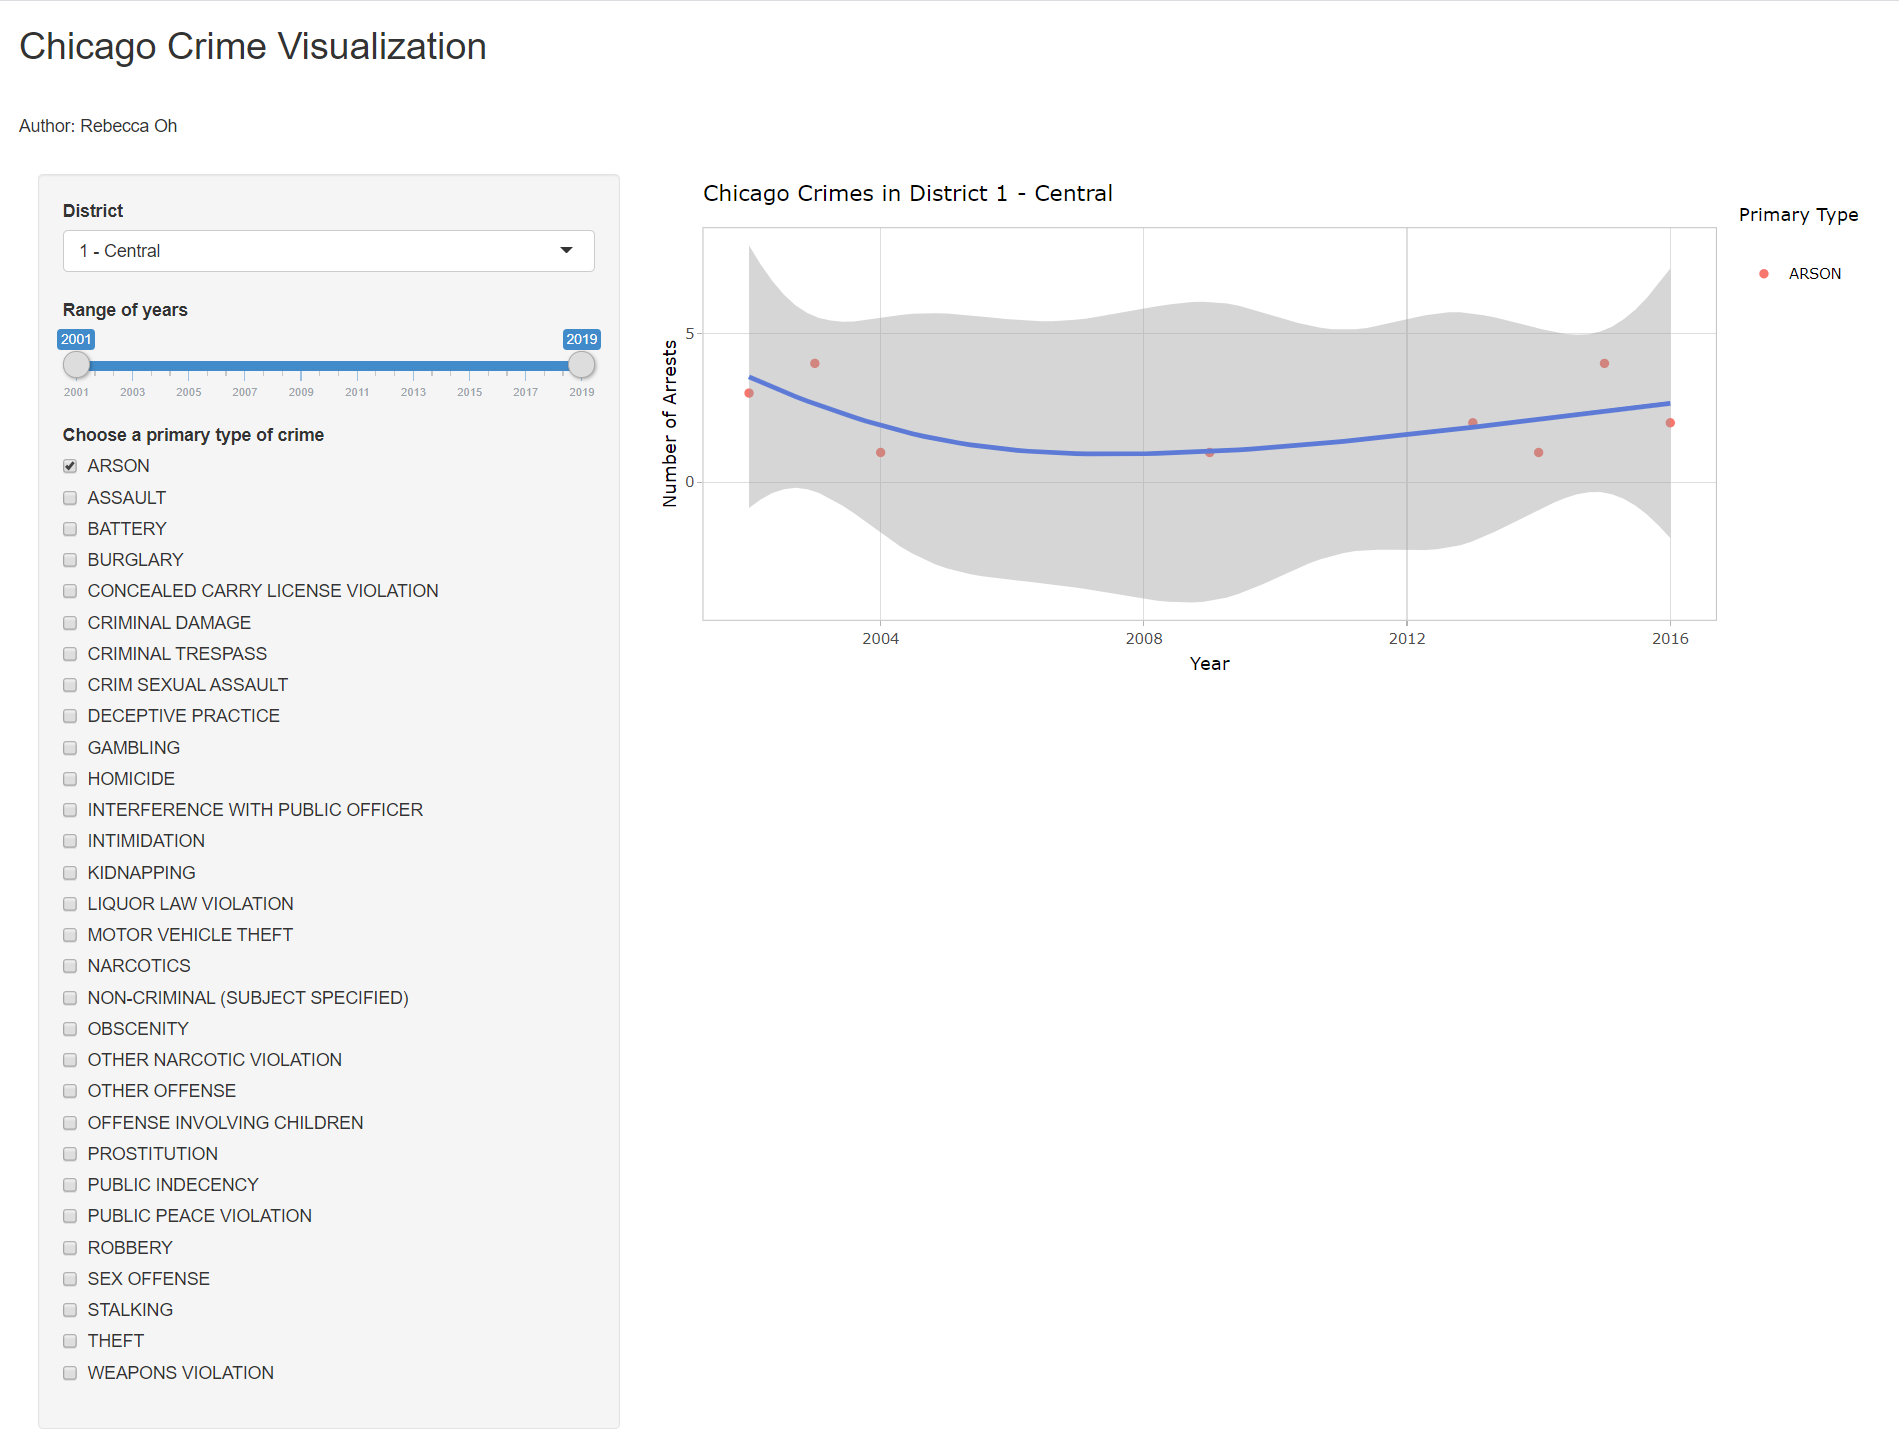 Chicago Crime Visualization
Author: Rebecca Oh
District
1 - Central
Range of years
2001 2019
2001 2003 2005 2007 2009 2011 2013 2015 2017 2019
Choose a primary type of crime
ARSON
ASSAULT
BATTERY
BURGLARY
CONCEALED CARRY LICENSE VIOLATION
CRIMINAL DAMAGE
CRIMINAL TRESPASS
CRIM SEXUAL ASSAULT
DECEPTIVE PRACTICE
GAMBLING
HOMICIDE
INTERFERENCE WITH PUBLIC OFFICER
INTIMIDATION
KIDNAPPING
LIQUOR LAW VIOLATION
MOTOR VEHICLE THEFT
NARCOTICS
NON-CRIMINAL (SUBJECT SPECIFIED)
OBSCENITY
OTHER NARCOTIC VIOLATION
OTHER OFFENSE
OFFENSE INVOLVING CHILDREN
PROSTITUTION
PUBLIC INDECENCY
PUBLIC PEACE VIOLATION
ROBBERY
SEX OFFENSE
STALKING
THEFT
WEAPONS VIOLATION
Chicago Crimes in District 1 - Central
Number of Arrests
5
0
2004 2008 2012 2016
Year
Primary Type
ARSON